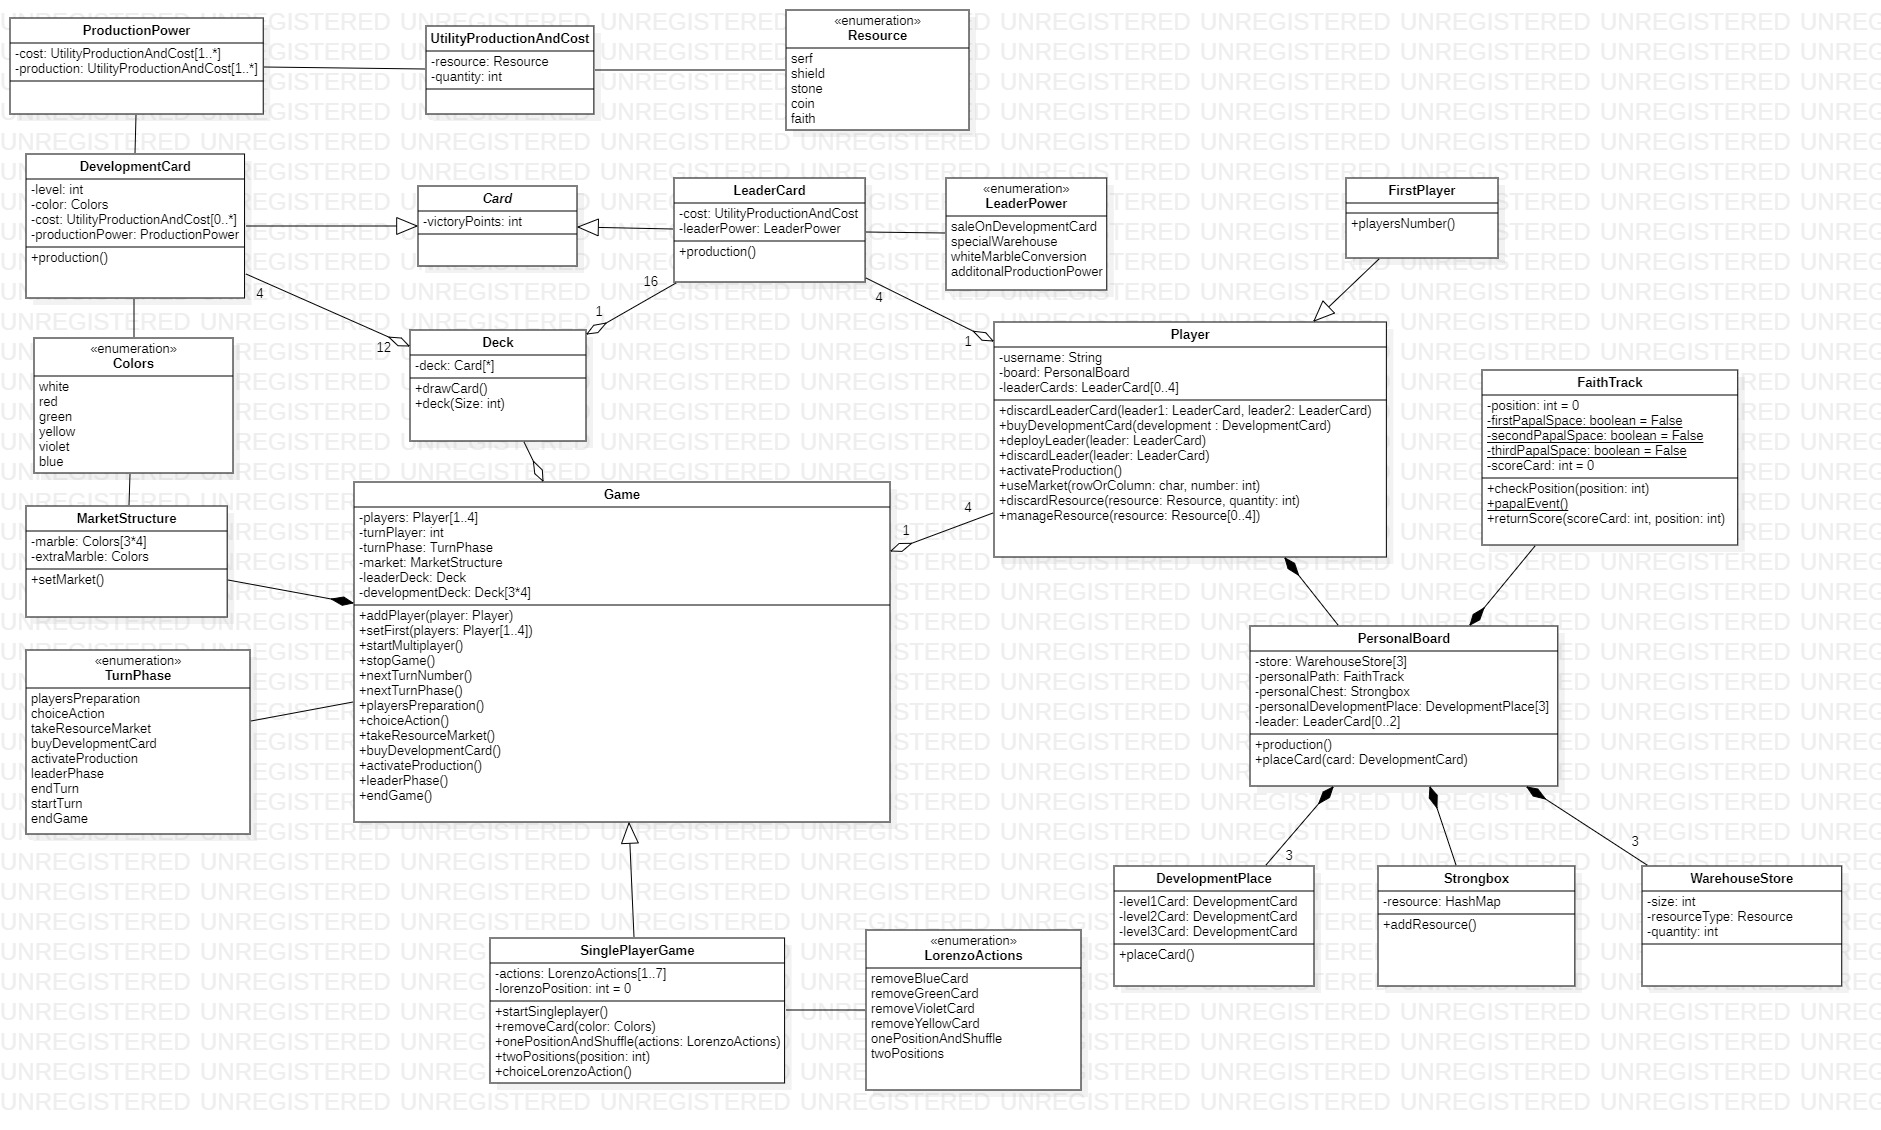 ProductionPower
-cost: UtilityProductionAndCost[1..*]
-production: UtilityProductionAndCost[1..*]
UtilityProductionAndCost
-resource: Resource
-quantity: int
«enumeration»
Resource
serf
shield
stone
coin
faith
DevelopmentCard
-level: int
-color: Colors
-cost: UtilityProductionAndCost[0..*]
-productionPower: ProductionPower
+production()
Card
-victoryPoints: int
LeaderCard
-cost: UtilityProductionAndCost
-leaderPower: LeaderPower
+production()
«enumeration»
LeaderPower
saleOnDevelopmentCard
specialWarehouse
whiteMarbleConversion
additonalProductionPower
FirstPlayer
+playersNumber()
4
12
16
1
4
1
«enumeration»
Colors
white
red
green
yellow
violet
blue
Deck
-deck: Card[*]
+drawCard()
+deck(Size: int)
Player
-username: String
-board: PersonalBoard
-leaderCards: LeaderCard[0..4]
+discardLeaderCard(leader1: LeaderCard, leader2: LeaderCard)
+buyDevelopmentCard(development : DevelopmentCard)
+deployLeader(leader: LeaderCard)
+discardLeader(leader: LeaderCard)
+activateProduction()
+useMarket(rowOrColumn: char, number: int)
+discardResource(resource: Resource, quantity: int)
+manageResource(resource: Resource[0..4])
FaithTrack
-position: int = 0
-firstPapalSpace: boolean = False
-secondPapalSpace: boolean = False
-thirdPapalSpace: boolean = False
-scoreCard: int = 0
+checkPosition(position: int)
+papalEvent()
+returnScore(scoreCard: int, position: int)
MarketStructure
-marble: Colors[3*4]
-extraMarble: Colors
+setMarket()
Game
-players: Player[1..4]
-turnPlayer: int
-turnPhase: TurnPhase
-market: MarketStructure
-leaderDeck: Deck
-developmentDeck: Deck[3*4]
+addPlayer(player: Player)
+setFirst(players: Player[1..4])
+startMultiplayer()
+stopGame()
+nextTurnNumber()
+nextTurnPhase()
+playersPreparation()
+choiceAction()
+takeResourceMarket()
+buyDevelopmentCard()
+activateProduction()
+leaderPhase()
+endGame()
1
4
«enumeration»
TurnPhase
playersPreparation
choiceAction
takeResourceMarket
buyDevelopmentCard
activateProduction
leaderPhase
endTurn
startTurn
endGame
PersonalBoard
-store: WarehouseStore[3]
-personalPath: FaithTrack
-personalChest: Strongbox
-personalDevelopmentPlace: DevelopmentPlace[3]
-leader: LeaderCard[0..2]
+production()
+placeCard(card: DevelopmentCard)
3
3
DevelopmentPlace
-level1Card: DevelopmentCard
-level2Card: DevelopmentCard
-level3Card: DevelopmentCard
+placeCard()
Strongbox
-resource: HashMap
+addResource()
WarehouseStore
-size: int
-resourceType: Resource
-quantity: int
SinglePlayerGame
-actions: LorenzoActions[1..7]
-lorenzoPosition: int = 0
+startSingleplayer()
+removeCard(color: Colors)
+onePositionAndShuffle(actions: LorenzoActions)
+twoPositions(position: int)
+choiceLorenzoAction()
«enumeration»
LorenzoActions
removeBlueCard
removeGreenCard
removeVioletCard
removeYellowCard
onePositionAndShuffle
twoPositions
UNREGISTERED